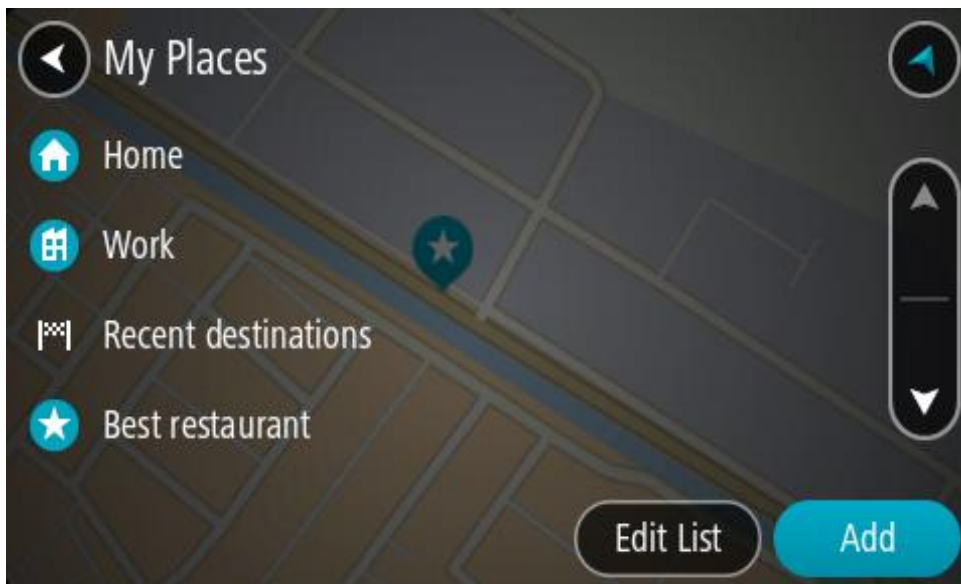 My Places
Home
Work
Recent destinations
Best restaurant
Edit List
Add